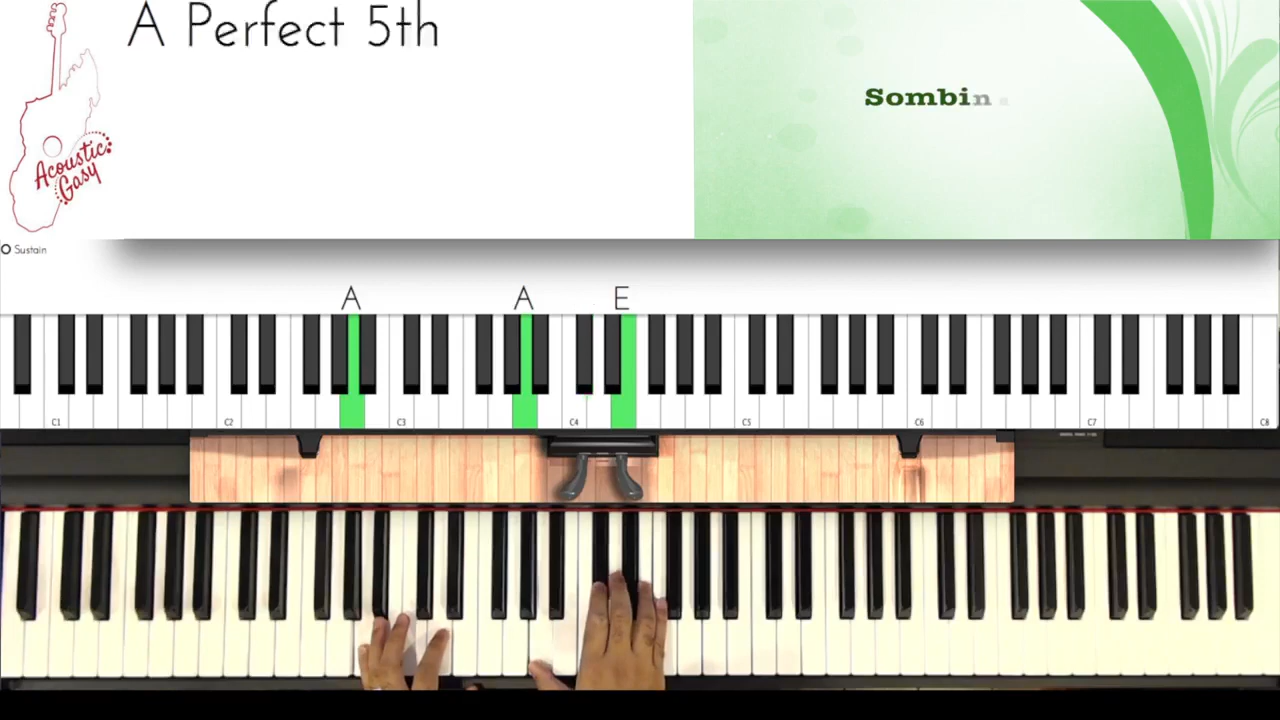 A Perfect 5th
Sombin
Acoustic
Gasy
Sustain
A A E
C1 C2 C3 C4 C5 C6 C7 C8